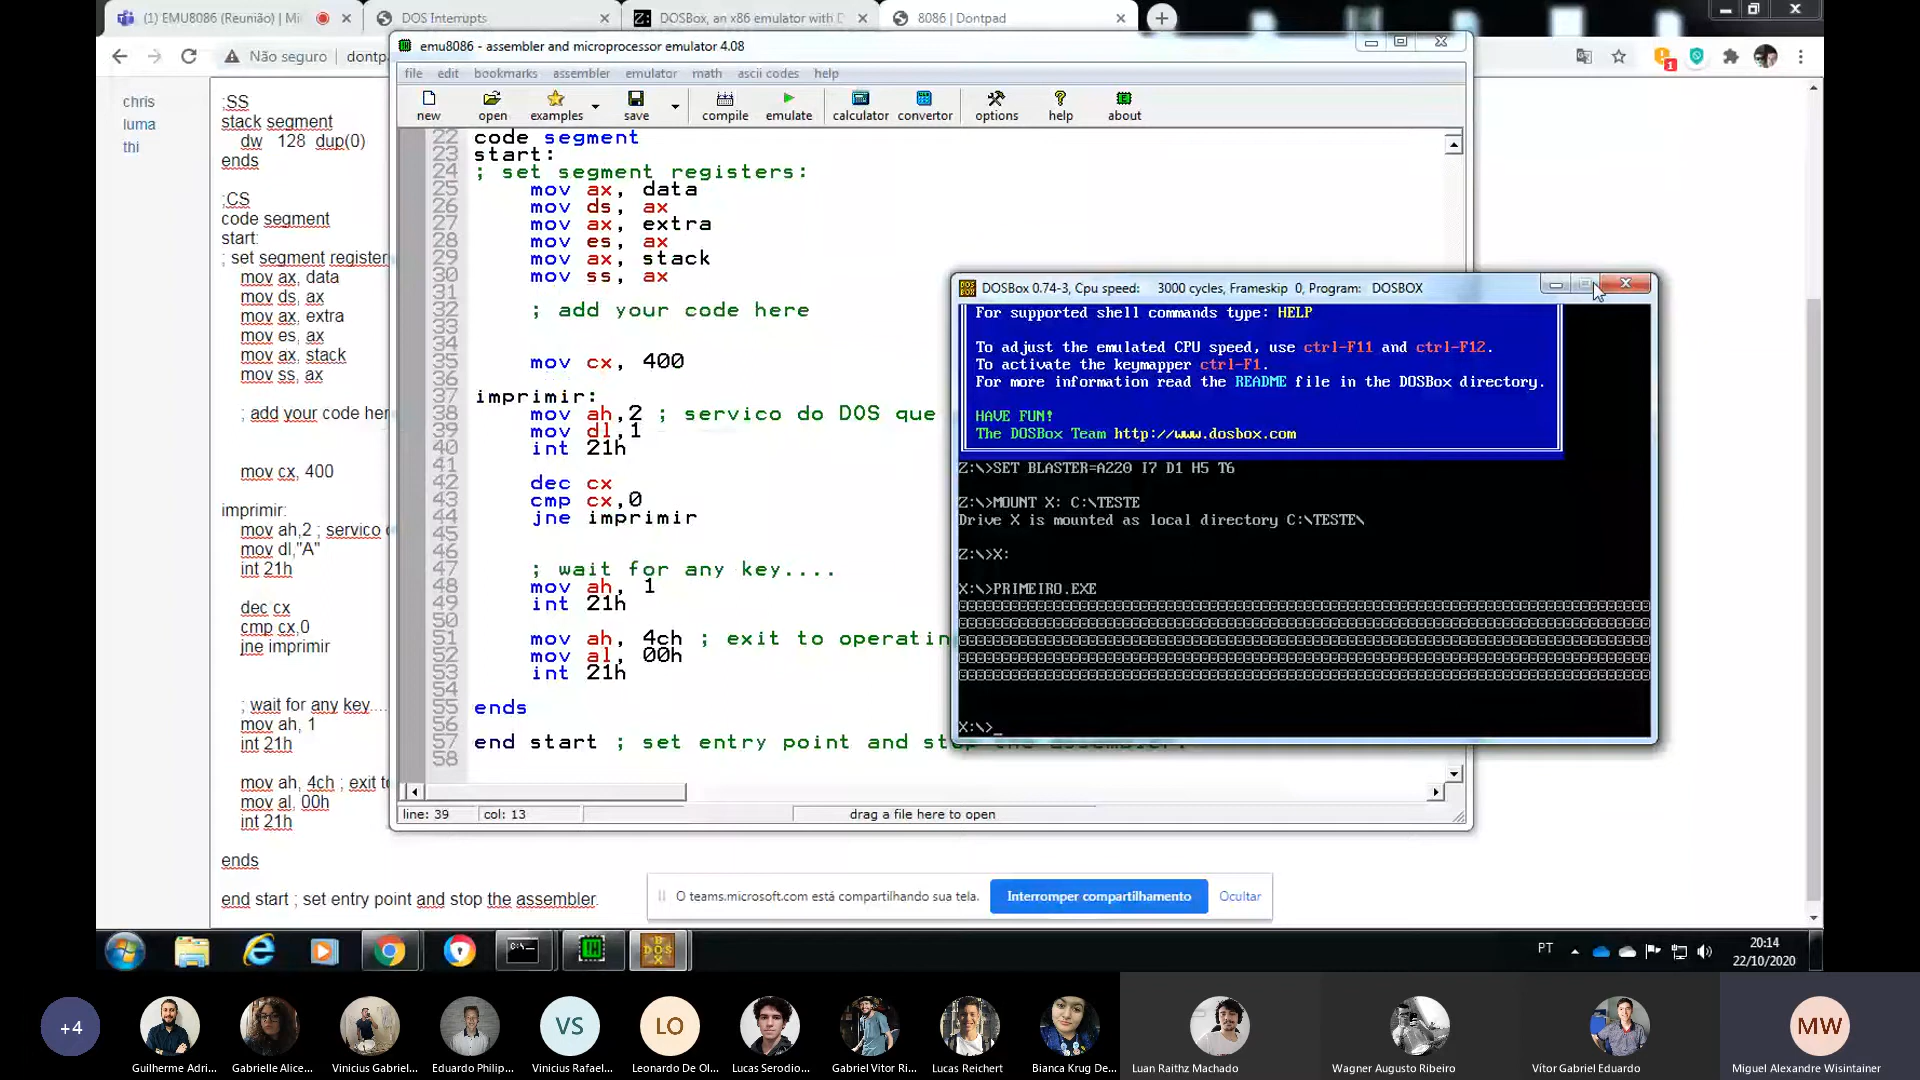 (1) EMU8086 (Reunião) | Mi
DOS Interrupts
DOSBox, an x86 emulator with D
8086 | Dontpad
Não seguro
dontpa
1
emu8086 - assembler and microprocessor emulator 4.08
file edit bookmarks assembler emulator math ascii codes help
new open examples save compile emulate calculator convertor options help about
chris
luma
thi
;SS
stack segment
dw 128 dup(0)
ends
;CS
code segment
start:
; set segment register
mov ax, data
mov ds, ax
mov ax, extra
mov es, ax
mov ax, stack
mov ss, ax
; add your code her
mov cx, 400
imprimir:
mov ah,2 ; servico
mov dl,"A"
int 21h
dec cx
cmp cx,0
jne imprimir
; wait for any key....
mov ah, 1
int 21h
mov ah, 4ch ; exit to
mov al, 00h
int 21h
ends
end start ; set entry point and stop the assembler.
22 code segment
23 start:
24 ; set segment registers:
25 mov ax, data
26 mov ds, ax
27 mov ax, extra
28 mov es, ax
29 mov ax, stack
30 mov ss, ax
31
32 ; add your code here
33
34
35 mov cx, 400
36
37 imprimir:
38 mov ah,2 ; servico do DOS que
39 mov dl,1
40 int 21h
41
42 dec cx
43 cmp cx,0
44 jne imprimir
45
46
47 ; wait for any key....
48 mov ah, 1
49 int 21h
50
51 mov ah, 4ch ; exit to operatin
52 mov al, 00h
53 int 21h
54
55 ends
56
57 end start ; set entry point and stop the assembler.
58
line: 39 col: 13 drag a file here to open
DOSBox 0.74-3, Cpu speed: 3000 cycles, Frameskip 0, Program: DOSBOX
For supported shell commands type: HELP
To adjust the emulated CPU speed, use ctrl-F11 and ctrl-F12.
To activate the keymapper ctrl-F1.
For more information read the README file in the DOSBox directory.
HAVE FUN!
The DOSBox Team http://www.dosbox.com
Z:\>SET BLASTER=A220 I7 D1 H5 T6
Z:\>MOUNT X: C:\TESTE
Drive X is mounted as local directory C:\TESTE\
Z:\>X:
X:\>PRIMEIRO.EXE
X:\>_
O teams.microsoft.com está compartilhando sua tela. Interromper compartilhamento Ocultar
PT
20:14
22/10/2020
+4
VS
LO
MW
Guilherme Adri...
Gabrielle Alice...
Vinicius Gabriel...
Eduardo Philip...
Vinicius Rafael...
Leonardo De Ol...
Lucas Serodio...
Gabriel Vitor Ri...
Lucas Reichert
Bianca Krug De...
Luan Raithz Machado
Wagner Augusto Ribeiro
Vítor Gabriel Eduardo
Miguel Alexandre Wisintainer